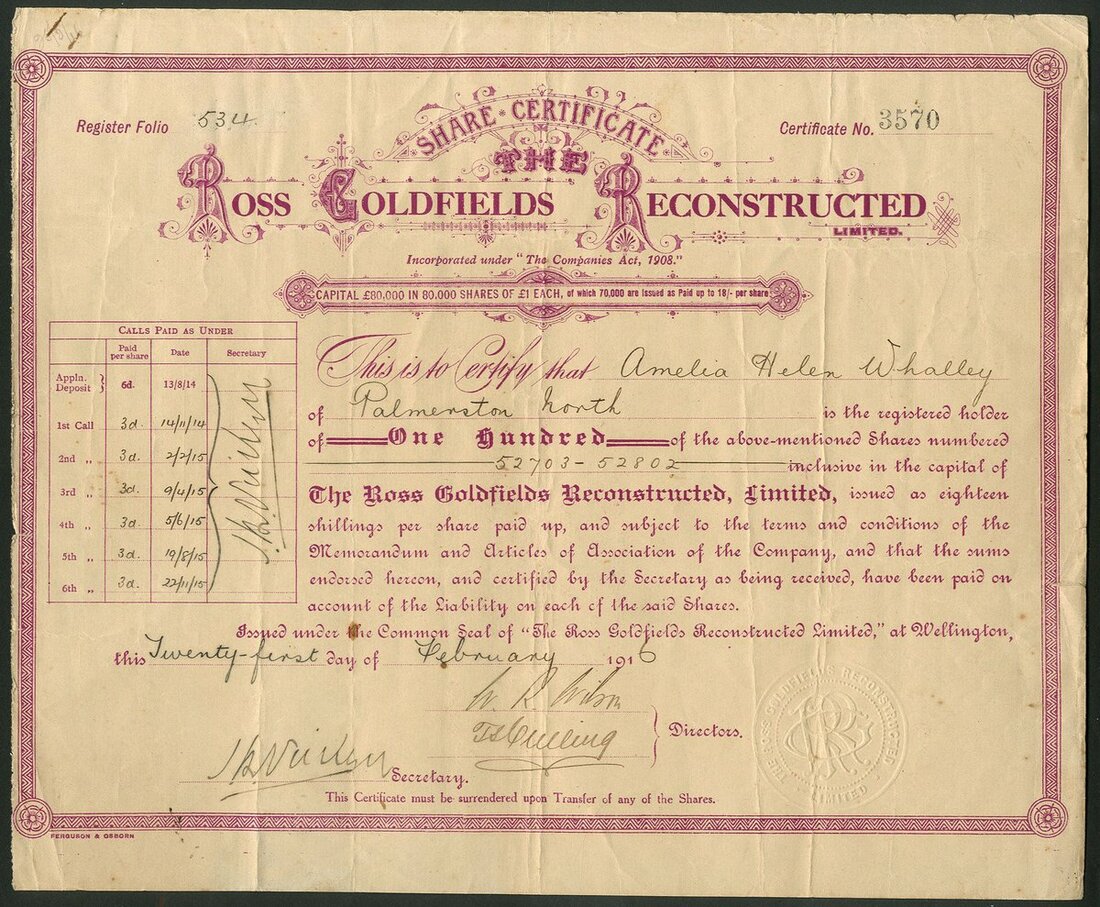 Register Folio 534
SHARE · CERTIFICATE
Certificate No. 3570
THE
ROSS GOLDFIELDS RECONSTRUCTED
LIMITED.
Incorporated under "The Companies Act, 1908."
CAPITAL £80,000 IN 80,000 SHARES OF £1 EACH, of which 70,000 are issued as Paid up to 18/- per share
CALLS PAID AS UNDER
Paid per share Date Secretary
Appln. Deposit } 6d. 13/8/14
1st Call 3d. 14/11/14
2nd „ 3d. 2/2/15
3rd „ 3d. 9/4/15
4th „ 3d. 5/6/15
5th „ 3d. 19/8/15
6th „ 3d. 22/11/15
This is to Certify that Amelia Helen Whalley
of Palmerston North is the registered holder
of One Hundred of the above-mentioned Shares numbered
52703-52802 inclusive in the capital of
The Ross Goldfields Reconstructed, Limited, issued as eighteen
shillings per share paid up, and subject to the terms and conditions of the
Memorandum and Articles of Association of the Company, and that the sums
endorsed hereon, and certified by the Secretary as being received, have been paid on
account of the Liability on each of the said Shares.
Issued under the Common Seal of "The Ross Goldfields Reconstructed Limited," at Wellington,
this Twenty-first day of February 1916
W. R. Wilson
Directors.
Secretary.
This Certificate must be surrendered upon Transfer of any of the Shares.
THE ROSS GOLDFIELDS RECONSTRUCTED
LIMITED
FERGUSON & OSBORN